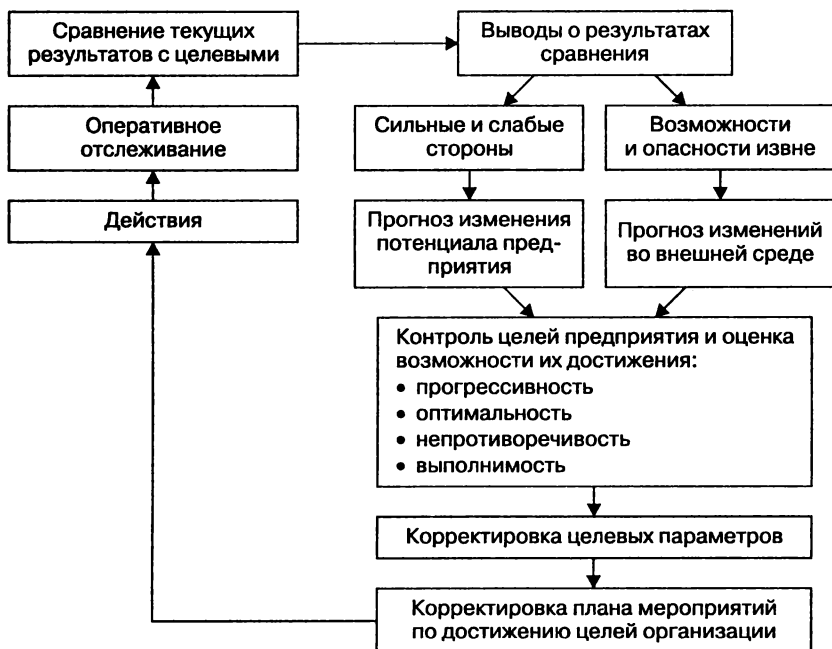 Сравнение текущих
результатов с целевыми
Выводы о результатах
сравнения
Оперативное
отслеживание
Сильные и слабые
стороны
Возможности
и опасности извне
Действия
Прогноз изменения
потенциала пред-
приятия
Прогноз изменений
во внешней среде
Контроль целей предприятия и оценка
возможности их достижения:
• прогрессивность
• оптимальность
• непротиворечивость
• выполнимость
Корректировка целевых параметров
Корректировка плана мероприятий
по достижению целей организации